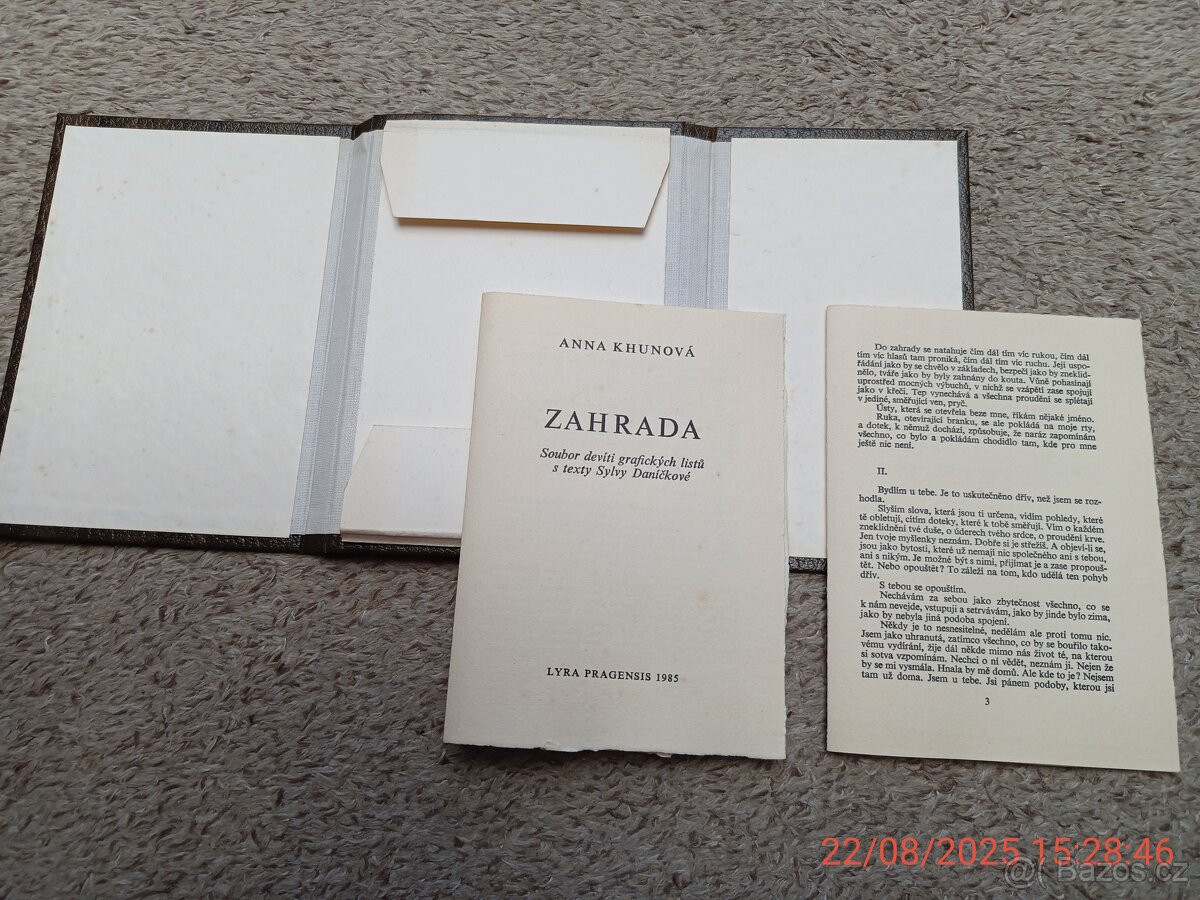 ANNA KHUNOVÁ
ZAHRADA
Soubor devíti grafických listů
s texty Sylvy Daníčkové
LYRA PRAGENSIS 1985
Do zahrady se natahuje čím dál tím víc rukou, čím dál
tím víc hlasů tam proniká, čím dál tím víc ruchu. Její uspo-
řádání jako by se chvělo v základech, bezpečí jako by zneklid-
nělo, tváře jako by byly zahnány do kouta. Vůně pohasínají
uprostřed mocných výbuchů, v nichž se vzápětí zase spojují
jako v křeči. Tep vynechává a všechna proudění se splétají
v jediné, směřující ven, pryč.
Ústy, která se otevřela beze mne, říkám nějaké jméno.
Ruka, otevírající branku, se ale pokládá na moje rty,
a dotek, k němuž dochází, způsobuje, že naráz zapomínám
všechno, co bylo a pokládám chodidlo tam, kde pro mne
ještě nic není.
II.
Bydlím u tebe. Je to uskutečněno dřív, než jsem se roz-
hodla.
Slyším slova, která jsou ti určena, vidím pohledy, které
tě obletují, cítím doteky, které k tobě směřují. Vím o každém
zneklidnění tvé duše, o úderech tvého srdce, o proudění krve.
Jen tvoje myšlenky neznám. Dobře si je střežíš. A objeví-li se,
jsou jako bytosti, které už nemají nic společného ani s tebou,
ani s nikým. Je možné být s nimi, přijímat je a zase propouš-
tět. Nebo opouštět? To záleží na tom, kdo udělá ten pohyb
dřív.
S tebou se opouštím.
Nechávám za sebou jako zbytečnost všechno, co se
k nám nevejde, vstupuji a setrvávám, jako by jinde bylo zima,
jako by nebyla jiná podoba spojení.
Někdy je to nesnesitelné, nedělám ale proti tomu nic.
Jsem jako uhranutá, zatímco všechno, co by se bouřilo tako-
vému vydírání, žije dál někde mimo nás život té, na kterou
si sotva vzpomínám. Nechci o ní vědět, neznám ji. Nejen že
by se mi vysmála. Hnala by mě domů. Ale kde to je? Nejsem
tam už doma. Jsem u tebe. Jsi pánem podoby, kterou jsi
3
22/08/2025 15:28:46
@ Bazoš.cz